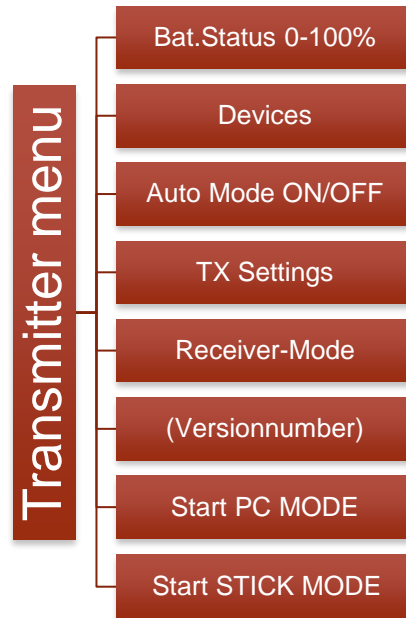 Transmitter menu
Bat.Status 0-100%
Devices
Auto Mode ON/OFF
TX Settings
Receiver-Mode
(Versionnumber)
Start PC MODE
Start STICK MODE